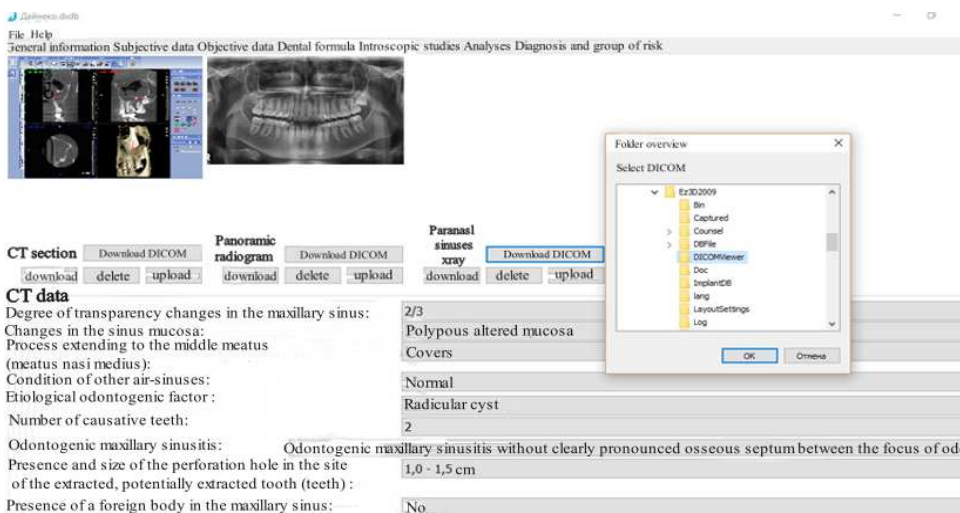 Дейнеко.dsdb
File Help
General information Subjective data Objective data Dental formula Introscopic studies Analyses Diagnosis and group of risk
Folder overview
Select DICOM
Ez3D2009
Bin
Captured
Counsel
DBFile
DICOMViewer
Doc
ImplantDB
lang
LayoutSettings
Log
OK Отмена
CT section Download DICOM
download delete upload
Panoramic
radiogram Download DICOM
download delete upload
Paranasl
sinuses
xray Download DICOM
download delete upload
CT data
Degree of transparency changes in the maxillary sinus: 2/3
Changes in the sinus mucosa: Polypous altered mucosa
Process extending to the middle meatus
(meatus nasi medius): Covers
Condition of other air-sinuses: Normal
Etiological odontogenic factor : Radicular cyst
Number of causative teeth: 2
Odontogenic maxillary sinusitis: Odontogenic maxillary sinusitis without clearly pronounced osseous septum between the focus of od
Presence and size of the perforation hole in the site
of the extracted, potentially extracted tooth (teeth) : 1,0 - 1,5 cm
Presence of a foreign body in the maxillary sinus: No